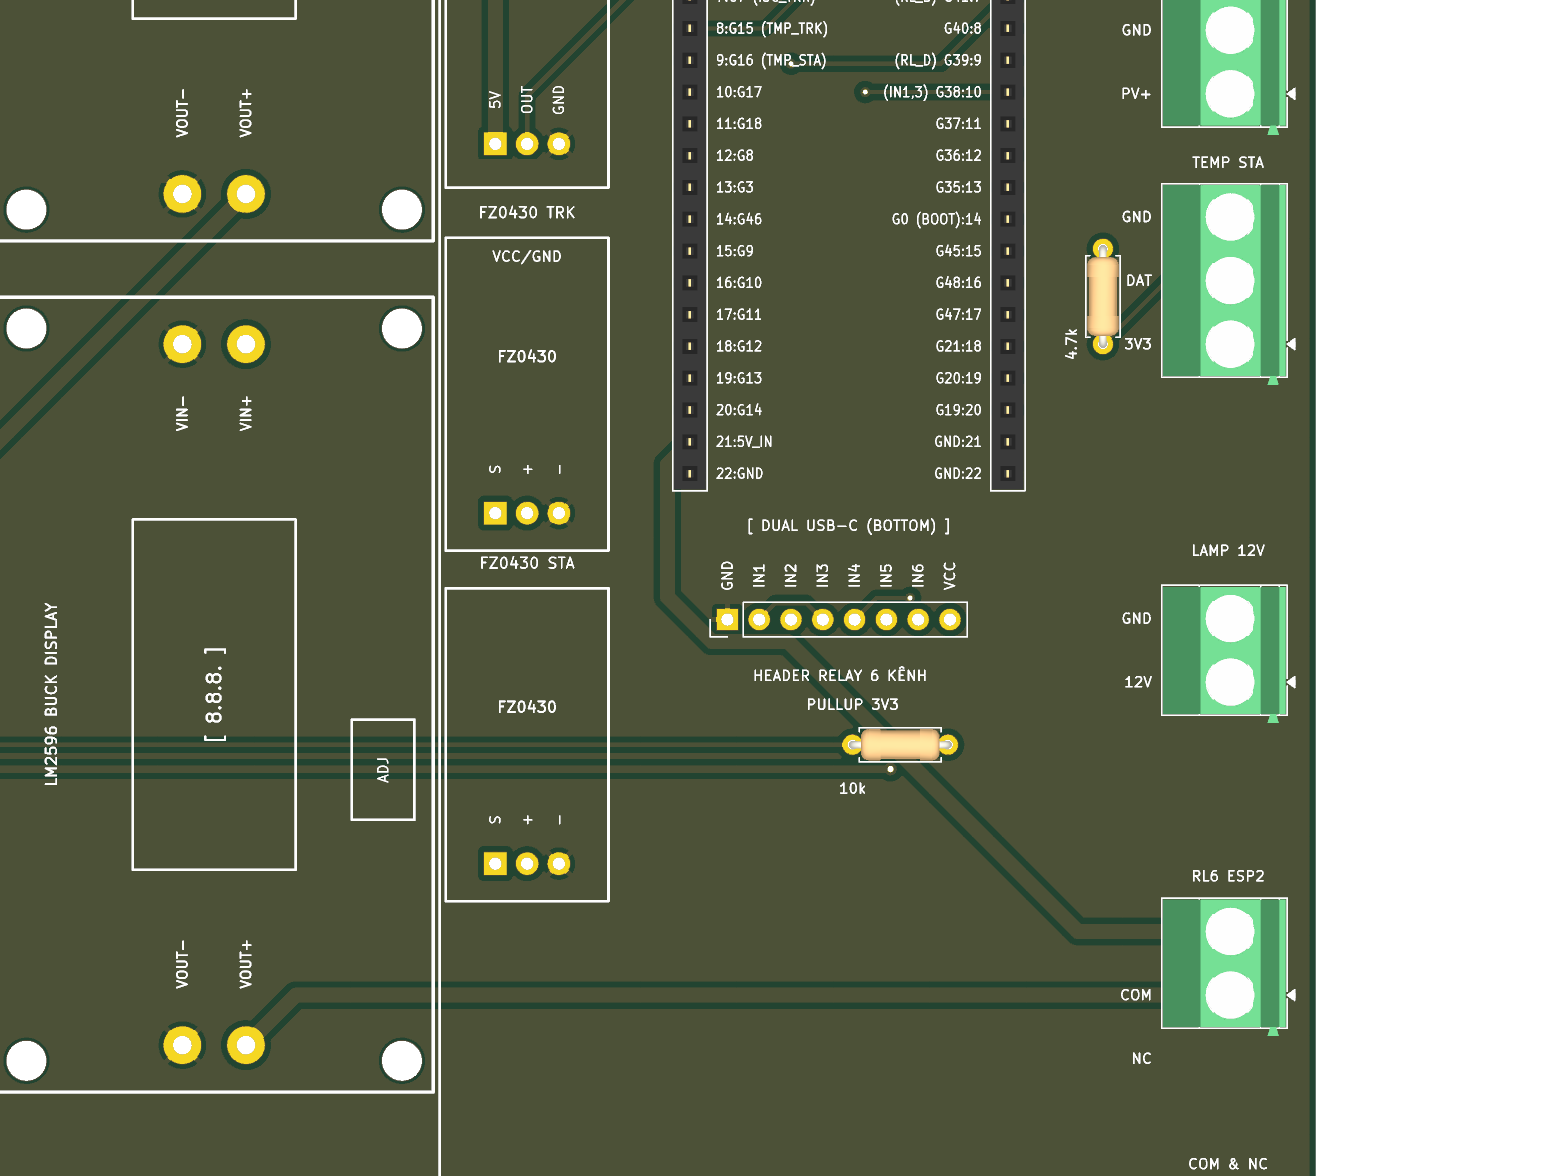 VOUT-
VOUT+
5V
OUT
GND
8:G15 (TMP_TRK)
G40:8
9:G16 (TMP_STA)
(RL_D) G39:9
10:G17
(IN1,3) G38:10
11:G18
G37:11
12:G8
G36:12
13:G3
G35:13
14:G46
G0 (BOOT):14
15:G9
G45:15
16:G10
G48:16
17:G11
G47:17
18:G12
G21:18
19:G13
G20:19
20:G14
G19:20
21:5V_IN
GND:21
22:GND
GND:22
GND
PV+
TEMP STA
GND
DAT
3V3
4.7k
FZ0430 TRK
VCC/GND
FZ0430
S
+
-
FZ0430 STA
VIN-
VIN+
[ DUAL USB-C (BOTTOM) ]
GND
IN1
IN2
IN3
IN4
IN5
IN6
VCC
HEADER RELAY 6 KÊNH
PULLUP 3V3
10k
LAMP 12V
GND
12V
LM2596 BUCK DISPLAY
[ 8.8.8. ]
ADJ
FZ0430
S
+
-
VOUT-
VOUT+
RL6 ESP2
COM
NC
COM & NC